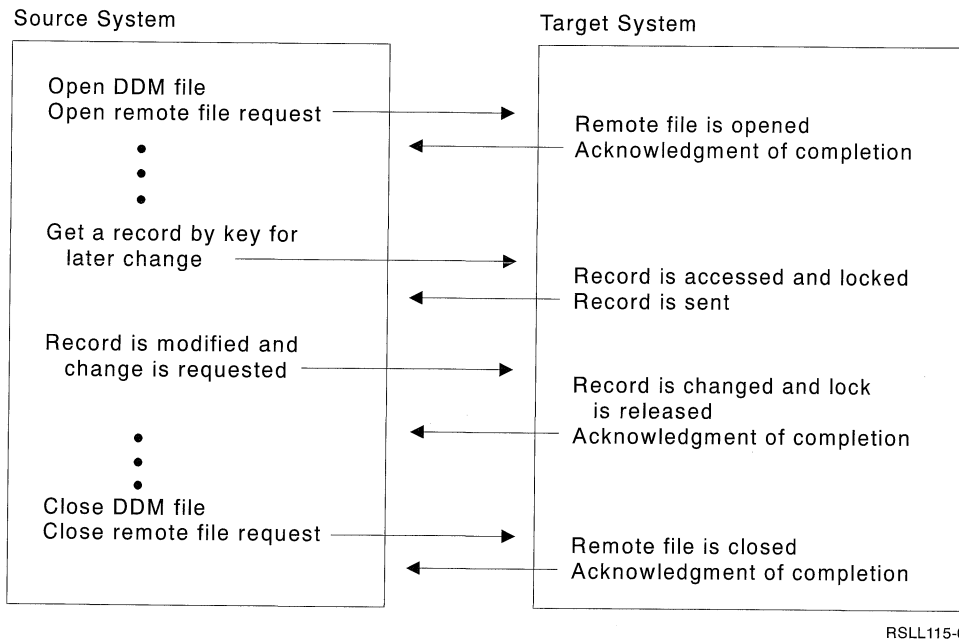 Source System
Target System
Open DDM file
Open remote file request
Remote file is opened
Acknowledgment of completion
Get a record by key for
later change
Record is accessed and locked
Record is sent
Record is modified and
change is requested
Record is changed and lock
is released
Acknowledgment of completion
Close DDM file
Close remote file request
Remote file is closed
Acknowledgment of completion